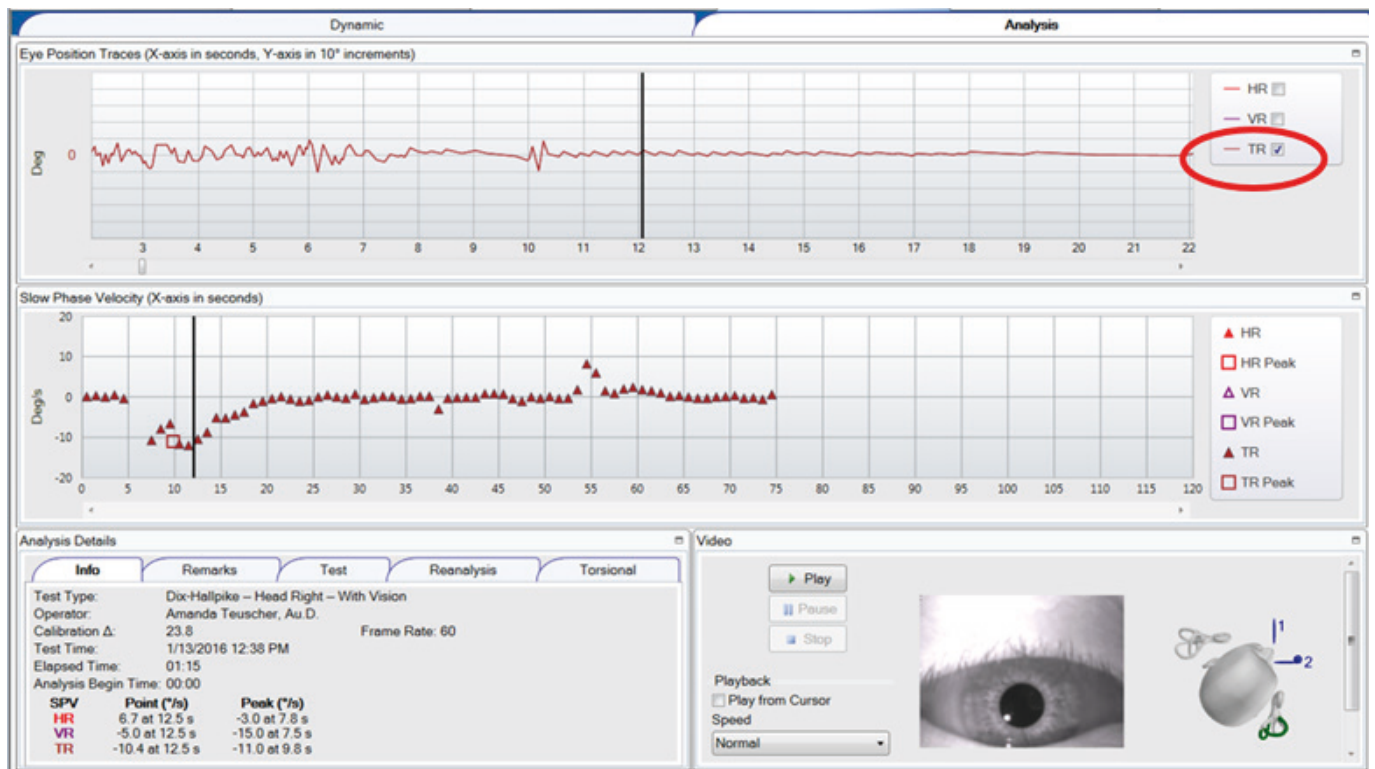 Dynamic
Analysis
Eye Position Traces (X-axis in seconds, Y-axis in 10° increments)
HR
VR
TR
Deg
0
3 4 5 6 7 8 9 10 11 12 13 14 15 16 17 18 19 20 21 22
Slow Phase Velocity (X-axis in seconds)
20
10
0
-10
-20
Deg/s
0 5 10 15 20 25 30 35 40 45 50 55 60 65 70 75 80 85 90 95 100 105 110 115 120
HR
HR Peak
VR
VR Peak
TR
TR Peak
Analysis Details
Info Remarks Test Reanalysis Torsional
Test Type: Dix-Hallpike – Head Right – With Vision
Operator: Amanda Teuscher, Au.D.
Calibration Δ: 23.8 Frame Rate: 60
Test Time: 1/13/2016 12:38 PM
Elapsed Time: 01:15
Analysis Begin Time: 00:00
SPV Point (°/s) Peak (°/s)
HR 6.7 at 12.5 s -3.0 at 7.8 s
VR -5.0 at 12.5 s -15.0 at 7.5 s
TR -10.4 at 12.5 s -11.0 at 9.8 s
Video
Play
Pause
Stop
Playback
Play from Cursor
Speed
Normal
1
2